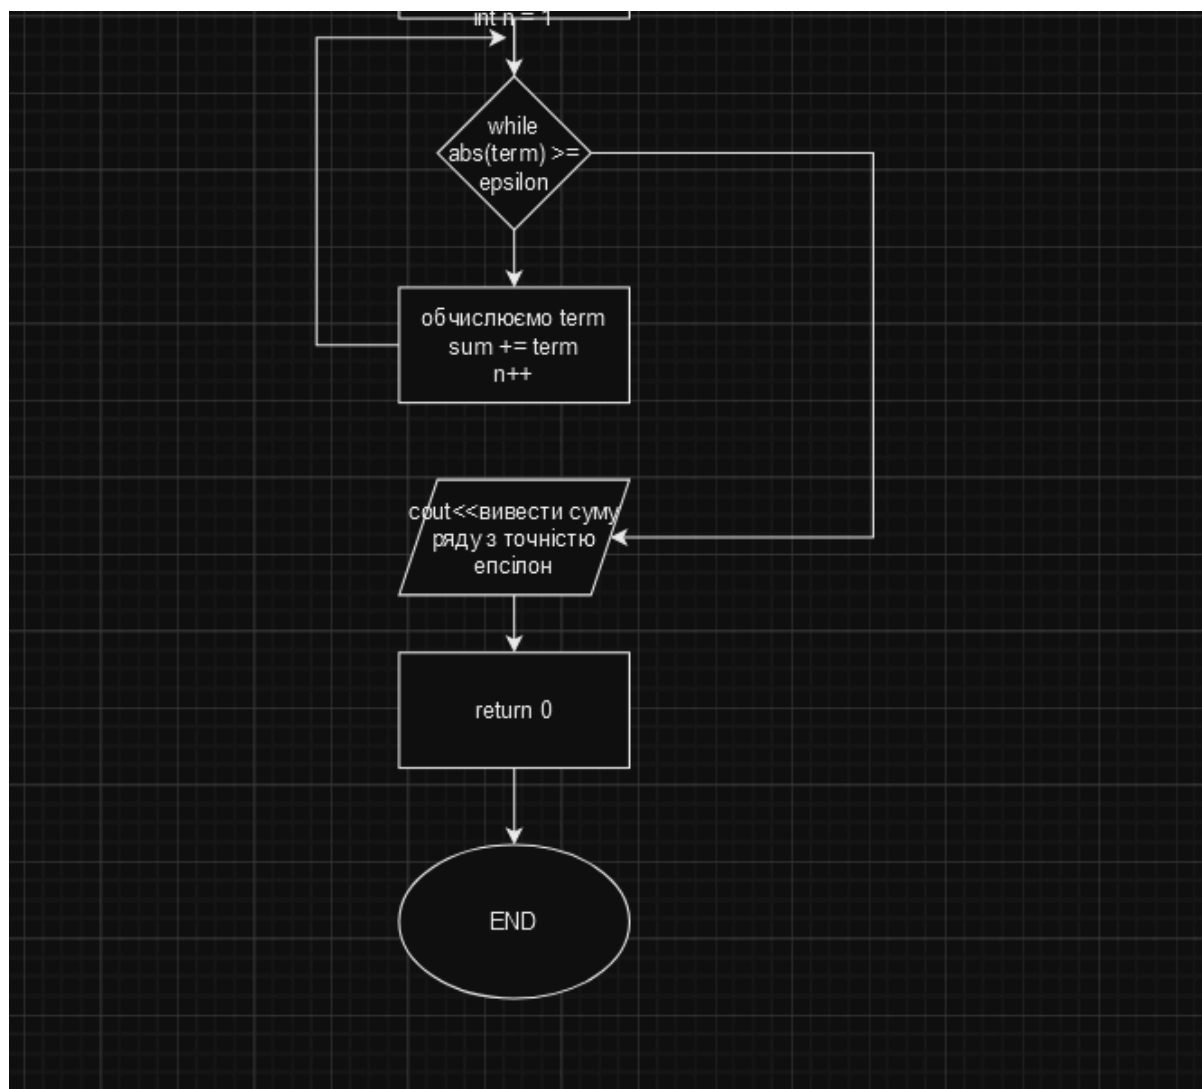 int n = 1
while
abs(term) >=
epsilon
обчислюємо term
sum += term
n++
cout<<вивести суму
ряду з точністю
епсілон
return 0
END